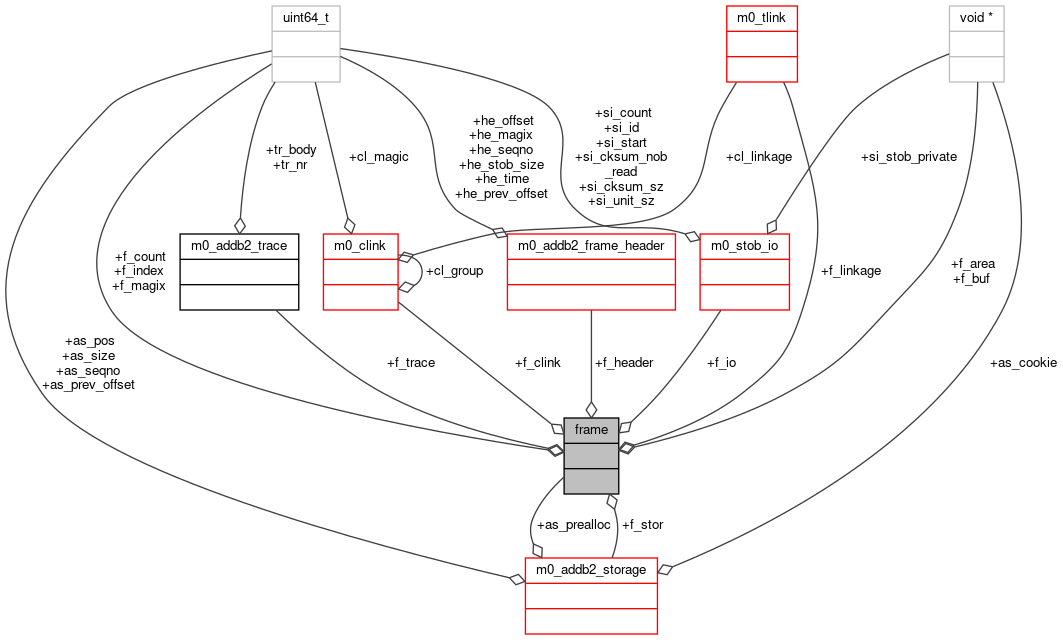 uint64_t
m0_tlink
void *
+he_offset
+he_magix
+he_seqno
+he_stob_size
+he_time
+he_prev_offset
+si_count
+si_id
+si_start
+si_cksum_nob
_read
+si_cksum_sz
+si_unit_sz
+tr_body
+tr_nr
+cl_magic
+cl_linkage
+si_stob_private
m0_addb2_trace
m0_clink
m0_addb2_frame_header
m0_stob_io
+cl_group
+f_count
+f_index
+f_magix
+f_linkage
+f_area
+f_buf
+as_pos
+as_size
+as_seqno
+as_prev_offset
+f_trace
+f_clink
+f_header
+f_io
+as_cookie
frame
+as_prealloc
+f_stor
m0_addb2_storage